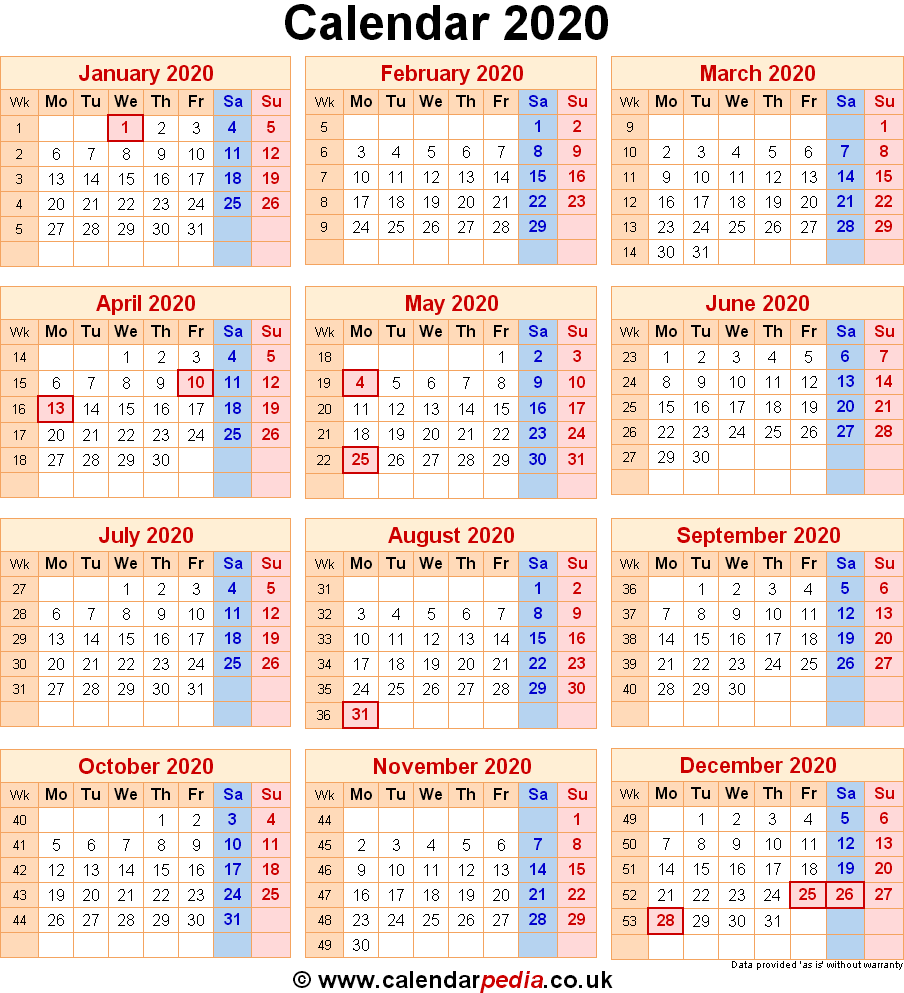 Calendar 2020
January 2020
Wk Mo Tu We Th Fr Sa Su
1 1 2 3 4 5
2 6 7 8 9 10 11 12
3 13 14 15 16 17 18 19
4 20 21 22 23 24 25 26
5 27 28 29 30 31
February 2020
Wk Mo Tu We Th Fr Sa Su
5 1 2
6 3 4 5 6 7 8 9
7 10 11 12 13 14 15 16
8 17 18 19 20 21 22 23
9 24 25 26 27 28 29
March 2020
Wk Mo Tu We Th Fr Sa Su
9 1
10 2 3 4 5 6 7 8
11 9 10 11 12 13 14 15
12 16 17 18 19 20 21 22
13 23 24 25 26 27 28 29
14 30 31
April 2020
Wk Mo Tu We Th Fr Sa Su
14 1 2 3 4 5
15 6 7 8 9 10 11 12
16 13 14 15 16 17 18 19
17 20 21 22 23 24 25 26
18 27 28 29 30
May 2020
Wk Mo Tu We Th Fr Sa Su
18 1 2 3
19 4 5 6 7 8 9 10
20 11 12 13 14 15 16 17
21 18 19 20 21 22 23 24
22 25 26 27 28 29 30 31
June 2020
Wk Mo Tu We Th Fr Sa Su
23 1 2 3 4 5 6 7
24 8 9 10 11 12 13 14
25 15 16 17 18 19 20 21
26 22 23 24 25 26 27 28
27 29 30
July 2020
Wk Mo Tu We Th Fr Sa Su
27 1 2 3 4 5
28 6 7 8 9 10 11 12
29 13 14 15 16 17 18 19
30 20 21 22 23 24 25 26
31 27 28 29 30 31
August 2020
Wk Mo Tu We Th Fr Sa Su
31 1 2
32 3 4 5 6 7 8 9
33 10 11 12 13 14 15 16
34 17 18 19 20 21 22 23
35 24 25 26 27 28 29 30
36 31
September 2020
Wk Mo Tu We Th Fr Sa Su
36 1 2 3 4 5 6
37 7 8 9 10 11 12 13
38 14 15 16 17 18 19 20
39 21 22 23 24 25 26 27
40 28 29 30
October 2020
Wk Mo Tu We Th Fr Sa Su
40 1 2 3 4
41 5 6 7 8 9 10 11
42 12 13 14 15 16 17 18
43 19 20 21 22 23 24 25
44 26 27 28 29 30 31
November 2020
Wk Mo Tu We Th Fr Sa Su
44 1
45 2 3 4 5 6 7 8
46 9 10 11 12 13 14 15
47 16 17 18 19 20 21 22
48 23 24 25 26 27 28 29
49 30
December 2020
Wk Mo Tu We Th Fr Sa Su
49 1 2 3 4 5 6
50 7 8 9 10 11 12 13
51 14 15 16 17 18 19 20
52 21 22 23 24 25 26 27
53 28 29 30 31
Data provided 'as is' without warranty
© www.calendarpedia.co.uk